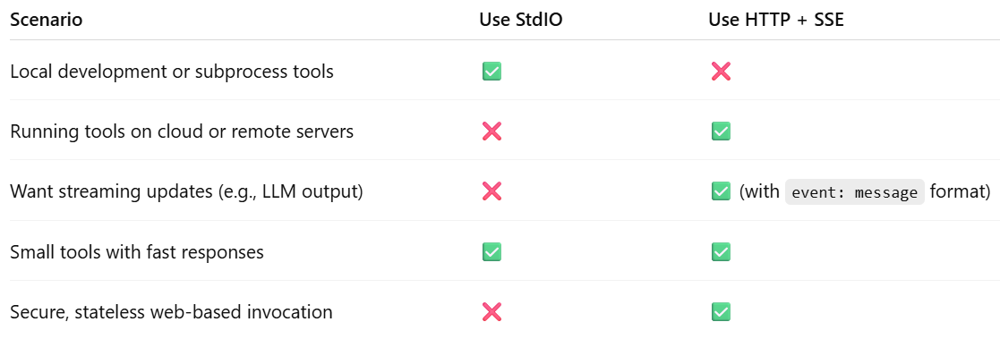 Scenario Use StdIO Use HTTP + SSE
Local development or subprocess tools ✅ ❌
Running tools on cloud or remote servers ❌ ✅
Want streaming updates (e.g., LLM output) ❌ ✅ (with event: message format)
Small tools with fast responses ✅ ✅
Secure, stateless web-based invocation ❌ ✅